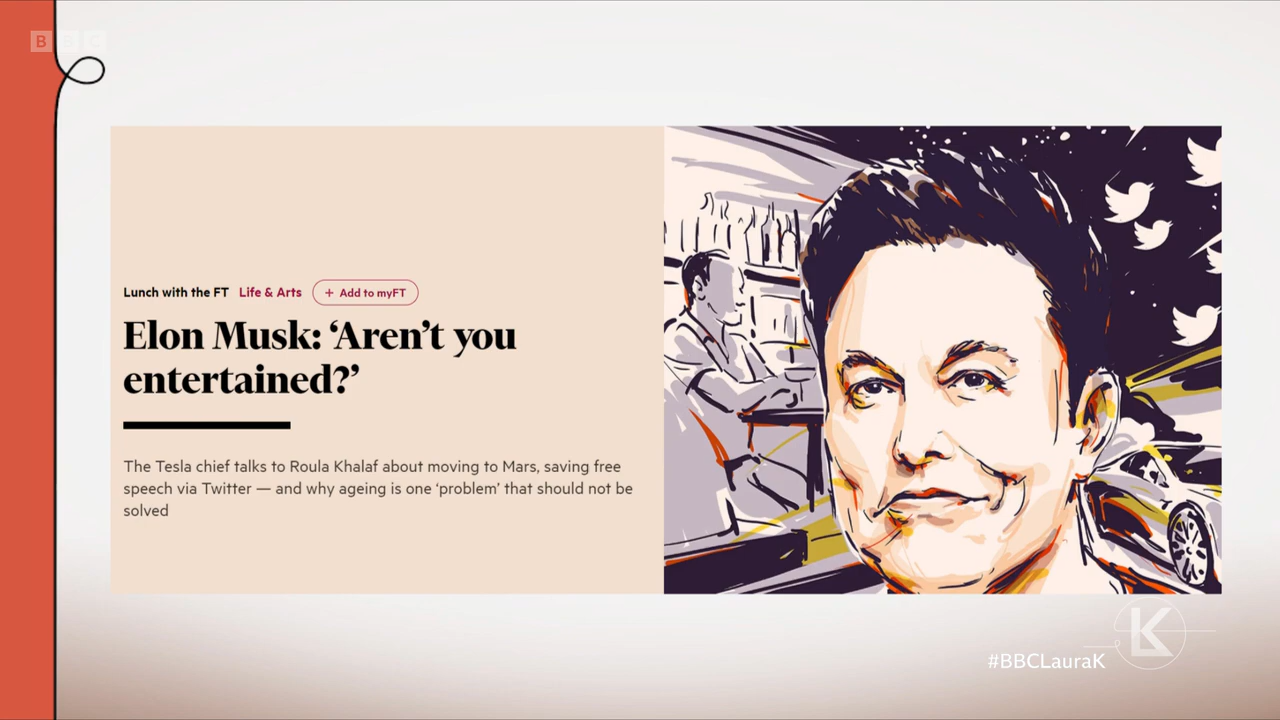 BBC
Lunch with the FT Life & Arts + Add to myFT
Elon Musk: ‘Aren’t you
entertained?’
The Tesla chief talks to Roula Khalaf about moving to Mars, saving free
speech via Twitter — and why ageing is one ‘problem’ that should not be
solved
#BBCLauraK
LK